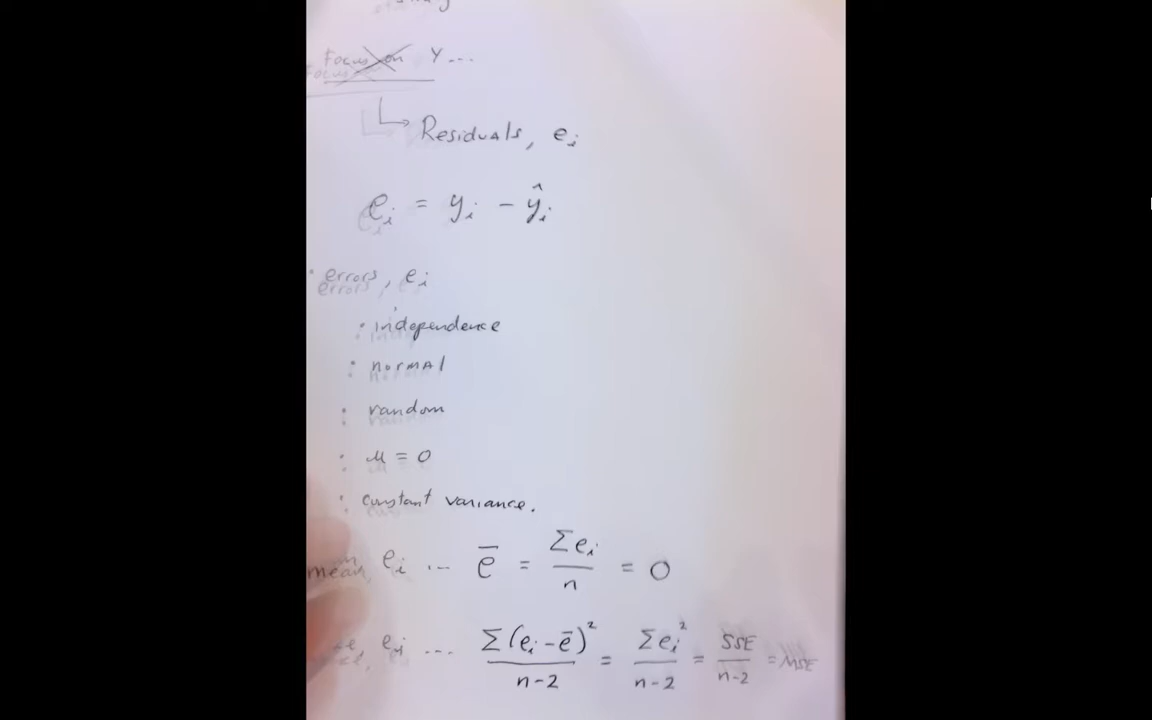 Focus on Y...
Residuals, eᵢ
eᵢ = yᵢ - ŷᵢ
· errors, eᵢ
· independence
· normal
· random
· μ = 0
· constant variance.
mean, eᵢ ... e̅ = Σeᵢ / n = 0
eᵢ ... Σ(eᵢ - e̅)² / n-2 = Σeᵢ² / n-2 = SSE / n-2 = MSE